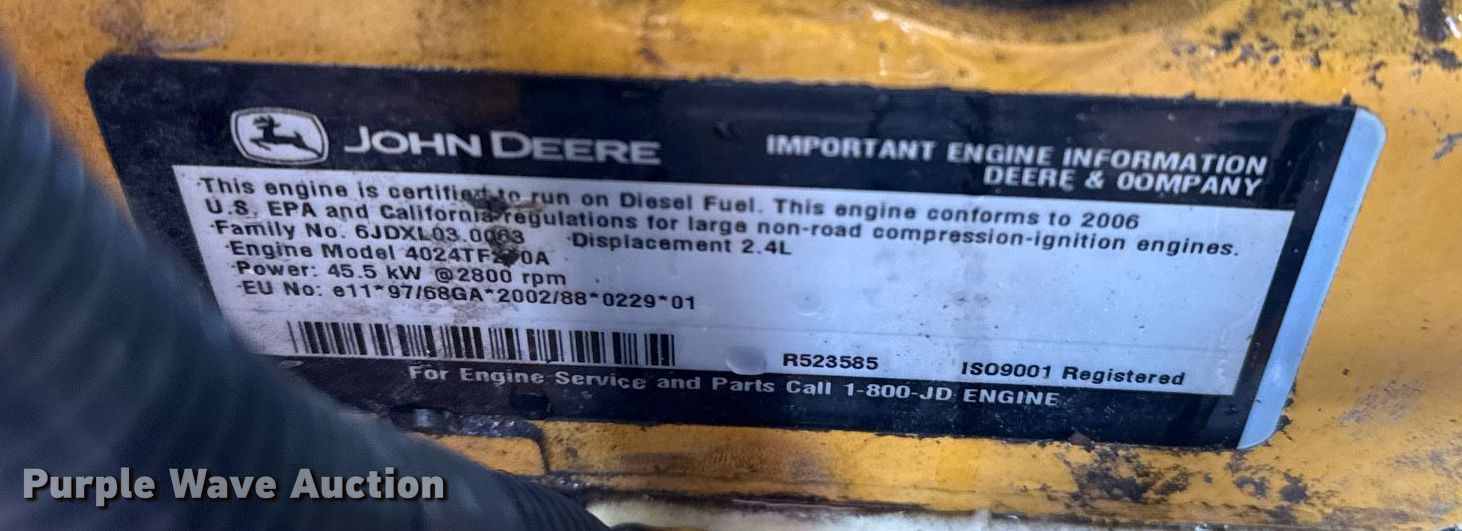 JOHN DEERE
IMPORTANT ENGINE INFORMATION
DEERE & COMPANY
This engine is certified to run on Diesel Fuel. This engine conforms to 2006
U.S. EPA and California regulations for large non-road compression-ignition engines.
·Family No. 6JDXL03.0063 ·Displacement 2.4L
·Engine Model 4024TF270A
·Power: 45.5 kW @2800 rpm
·EU No: e11*97/68GA*2002/88*0229*01
R523585 ISO9001 Registered
For Engine Service and Parts Call 1-800-JD ENGINE
Purple Wave Auction